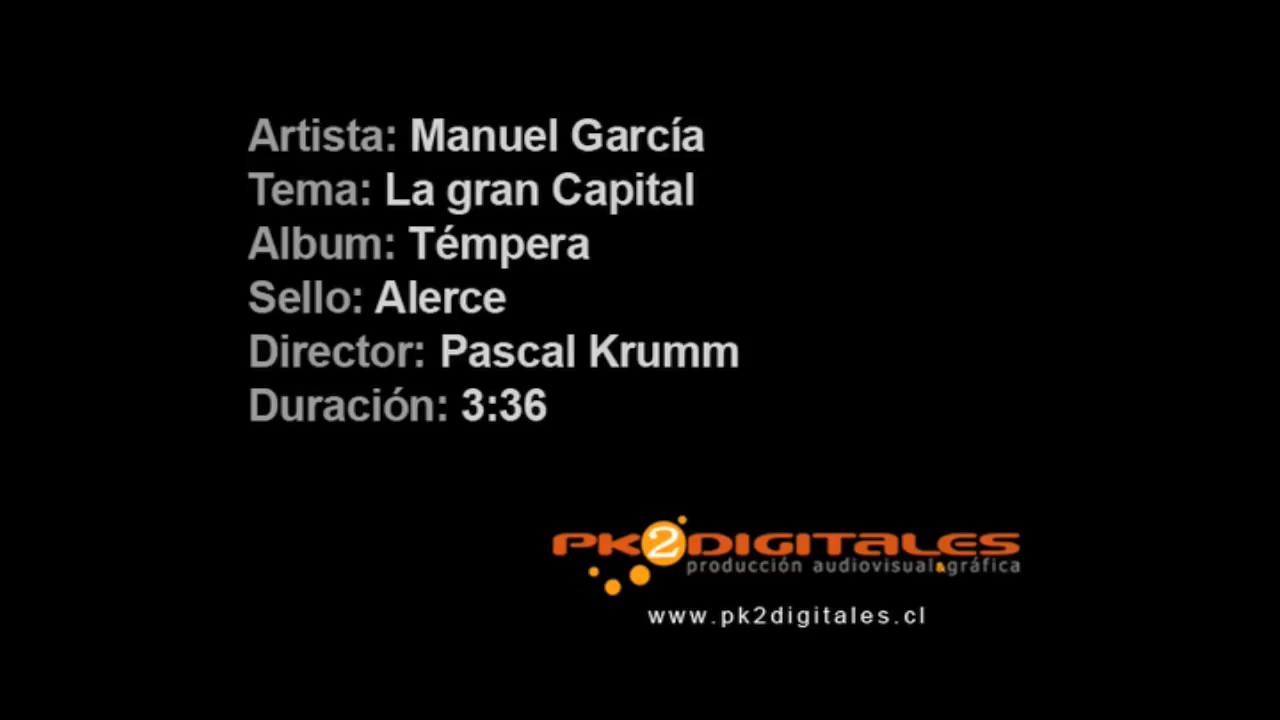 Artista: Manuel García
Tema: La gran Capital
Album: Témpera
Sello: Alerce
Director: Pascal Krumm
Duración: 3:36
PK2DIGITALES
producción audiovisual&gráfica
www.pk2digitales.cl